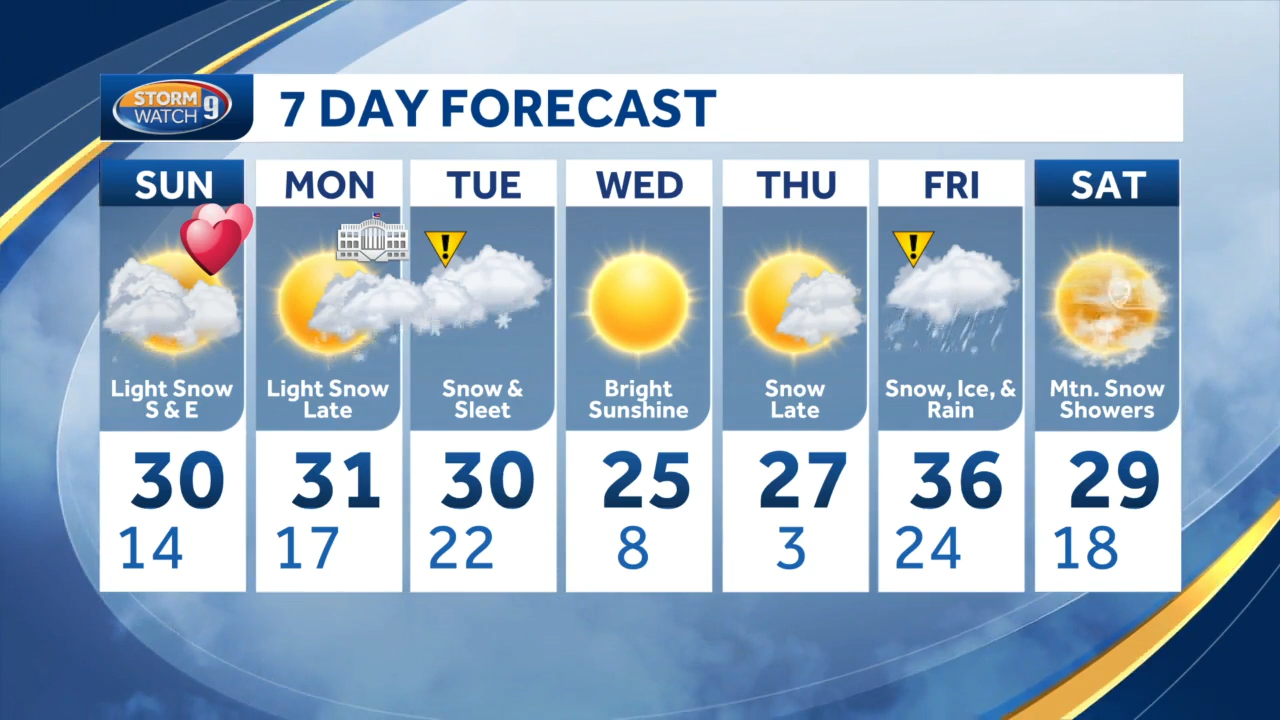 STORM
WATCH 9
7 DAY FORECAST
SUN
MON
TUE
WED
THU
FRI
SAT
Light Snow
S & E
Light Snow
Late
Snow &
Sleet
Bright
Sunshine
Snow
Late
Snow, Ice, &
Rain
Mtn. Snow
Showers
30
31
30
25
27
36
29
14
17
22
8
3
24
18